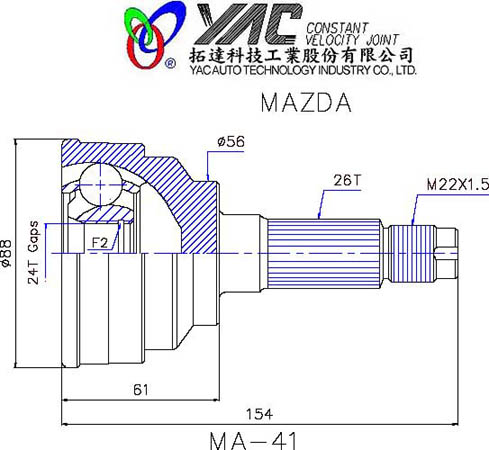 YAC CONSTANT
VELOCITY JOINT
®
拓達科技工業股份有限公司
YAC AUTO TECHNOLOGY INDUSTRY CO., LTD.
MAZDA
ø56
26T
M22X1.5
ø88
24T Gaps
F2
61
154
MA-41